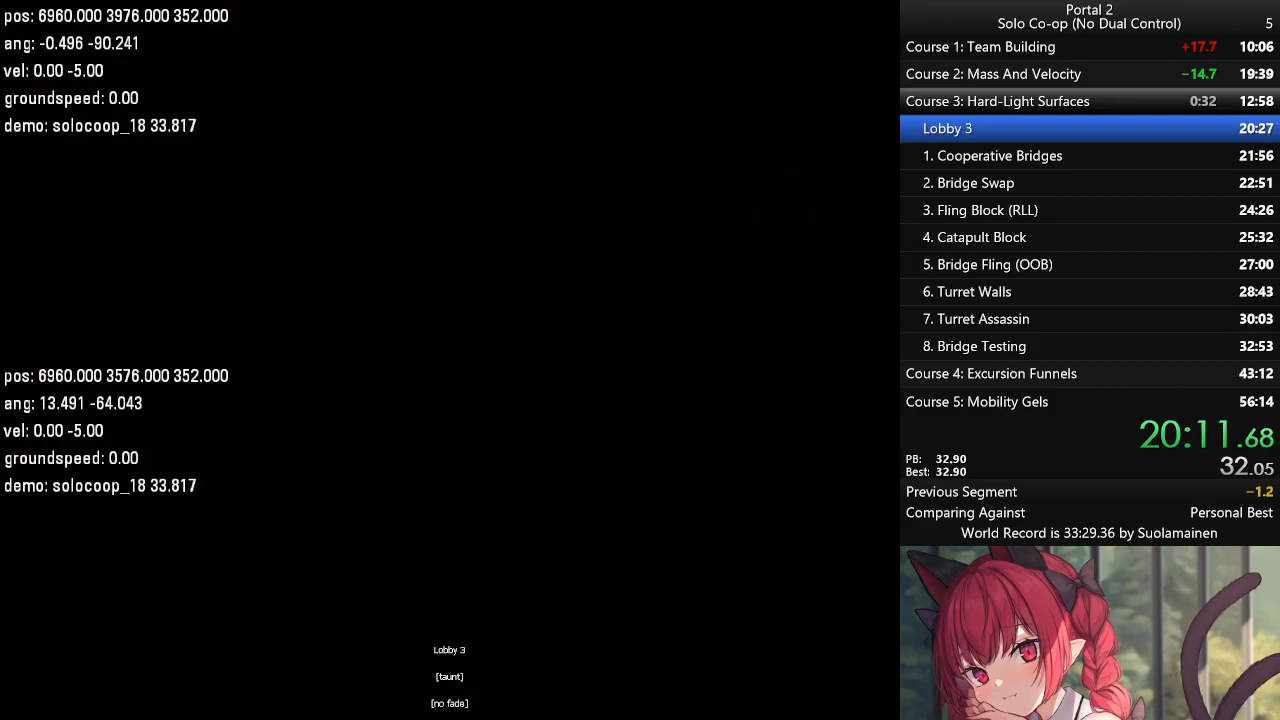 pos: 6960.000 3976.000 352.000
ang: -0.496 -90.241
vel: 0.00 -5.00
groundspeed: 0.00
demo: solocoop_18 33.817
pos: 6960.000 3576.000 352.000
ang: 13.491 -64.043
vel: 0.00 -5.00
groundspeed: 0.00
demo: solocoop_18 33.817
Lobby 3
[taunt]
[no fade]
Portal 2
Solo Co-op (No Dual Control) 5
Course 1: Team Building +17.7 10:06
Course 2: Mass And Velocity −14.7 19:39
Course 3: Hard-Light Surfaces 0:32 12:58
Lobby 3 20:27
1. Cooperative Bridges 21:56
2. Bridge Swap 22:51
3. Fling Block (RLL) 24:26
4. Catapult Block 25:32
5. Bridge Fling (OOB) 27:00
6. Turret Walls 28:43
7. Turret Assassin 30:03
8. Bridge Testing 32:53
Course 4: Excursion Funnels 43:12
Course 5: Mobility Gels 56:14
20:11.68
PB: 32.90
Best: 32.90
32.05
Previous Segment −1.2
Comparing Against Personal Best
World Record is 33:29.36 by Suolamainen